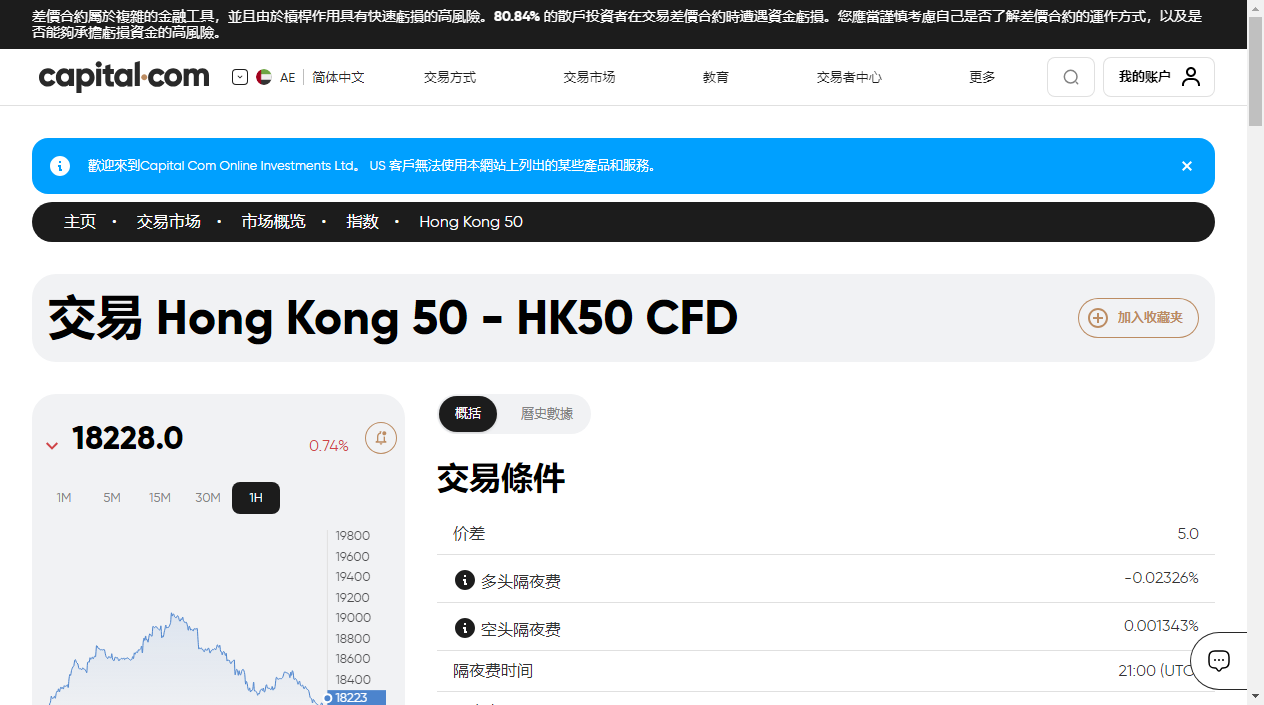 差價合約屬於複雜的金融工具，並且由於槓桿作用具有快速虧損的高風險。80.84% 的散戶投資者在交易差價合約時遭遇資金虧損。您應當謹慎考慮自己是否了解差價合約的運作方式，以及是
否能夠承擔虧損資金的高風險。
capital.com
AE
简体中文
交易方式
交易市场
教育
交易者中心
更多
我的账户
歡迎來到Capital Com Online Investments Ltd。 US 客戶無法使用本網站上列出的某些產品和服務。
主页 • 交易市场 • 市场概览 • 指数 • Hong Kong 50
交易 Hong Kong 50 - HK50 CFD
加入收藏夹
18228.0
0.74%
1M 5M 15M 30M 1H
19800
19600
19400
19200
19000
18800
18600
18400
18223
概括
曆史數據
交易條件
价差 5.0
多头隔夜费 -0.02326%
空头隔夜费 0.001343%
隔夜费时间 21:00 (UTC